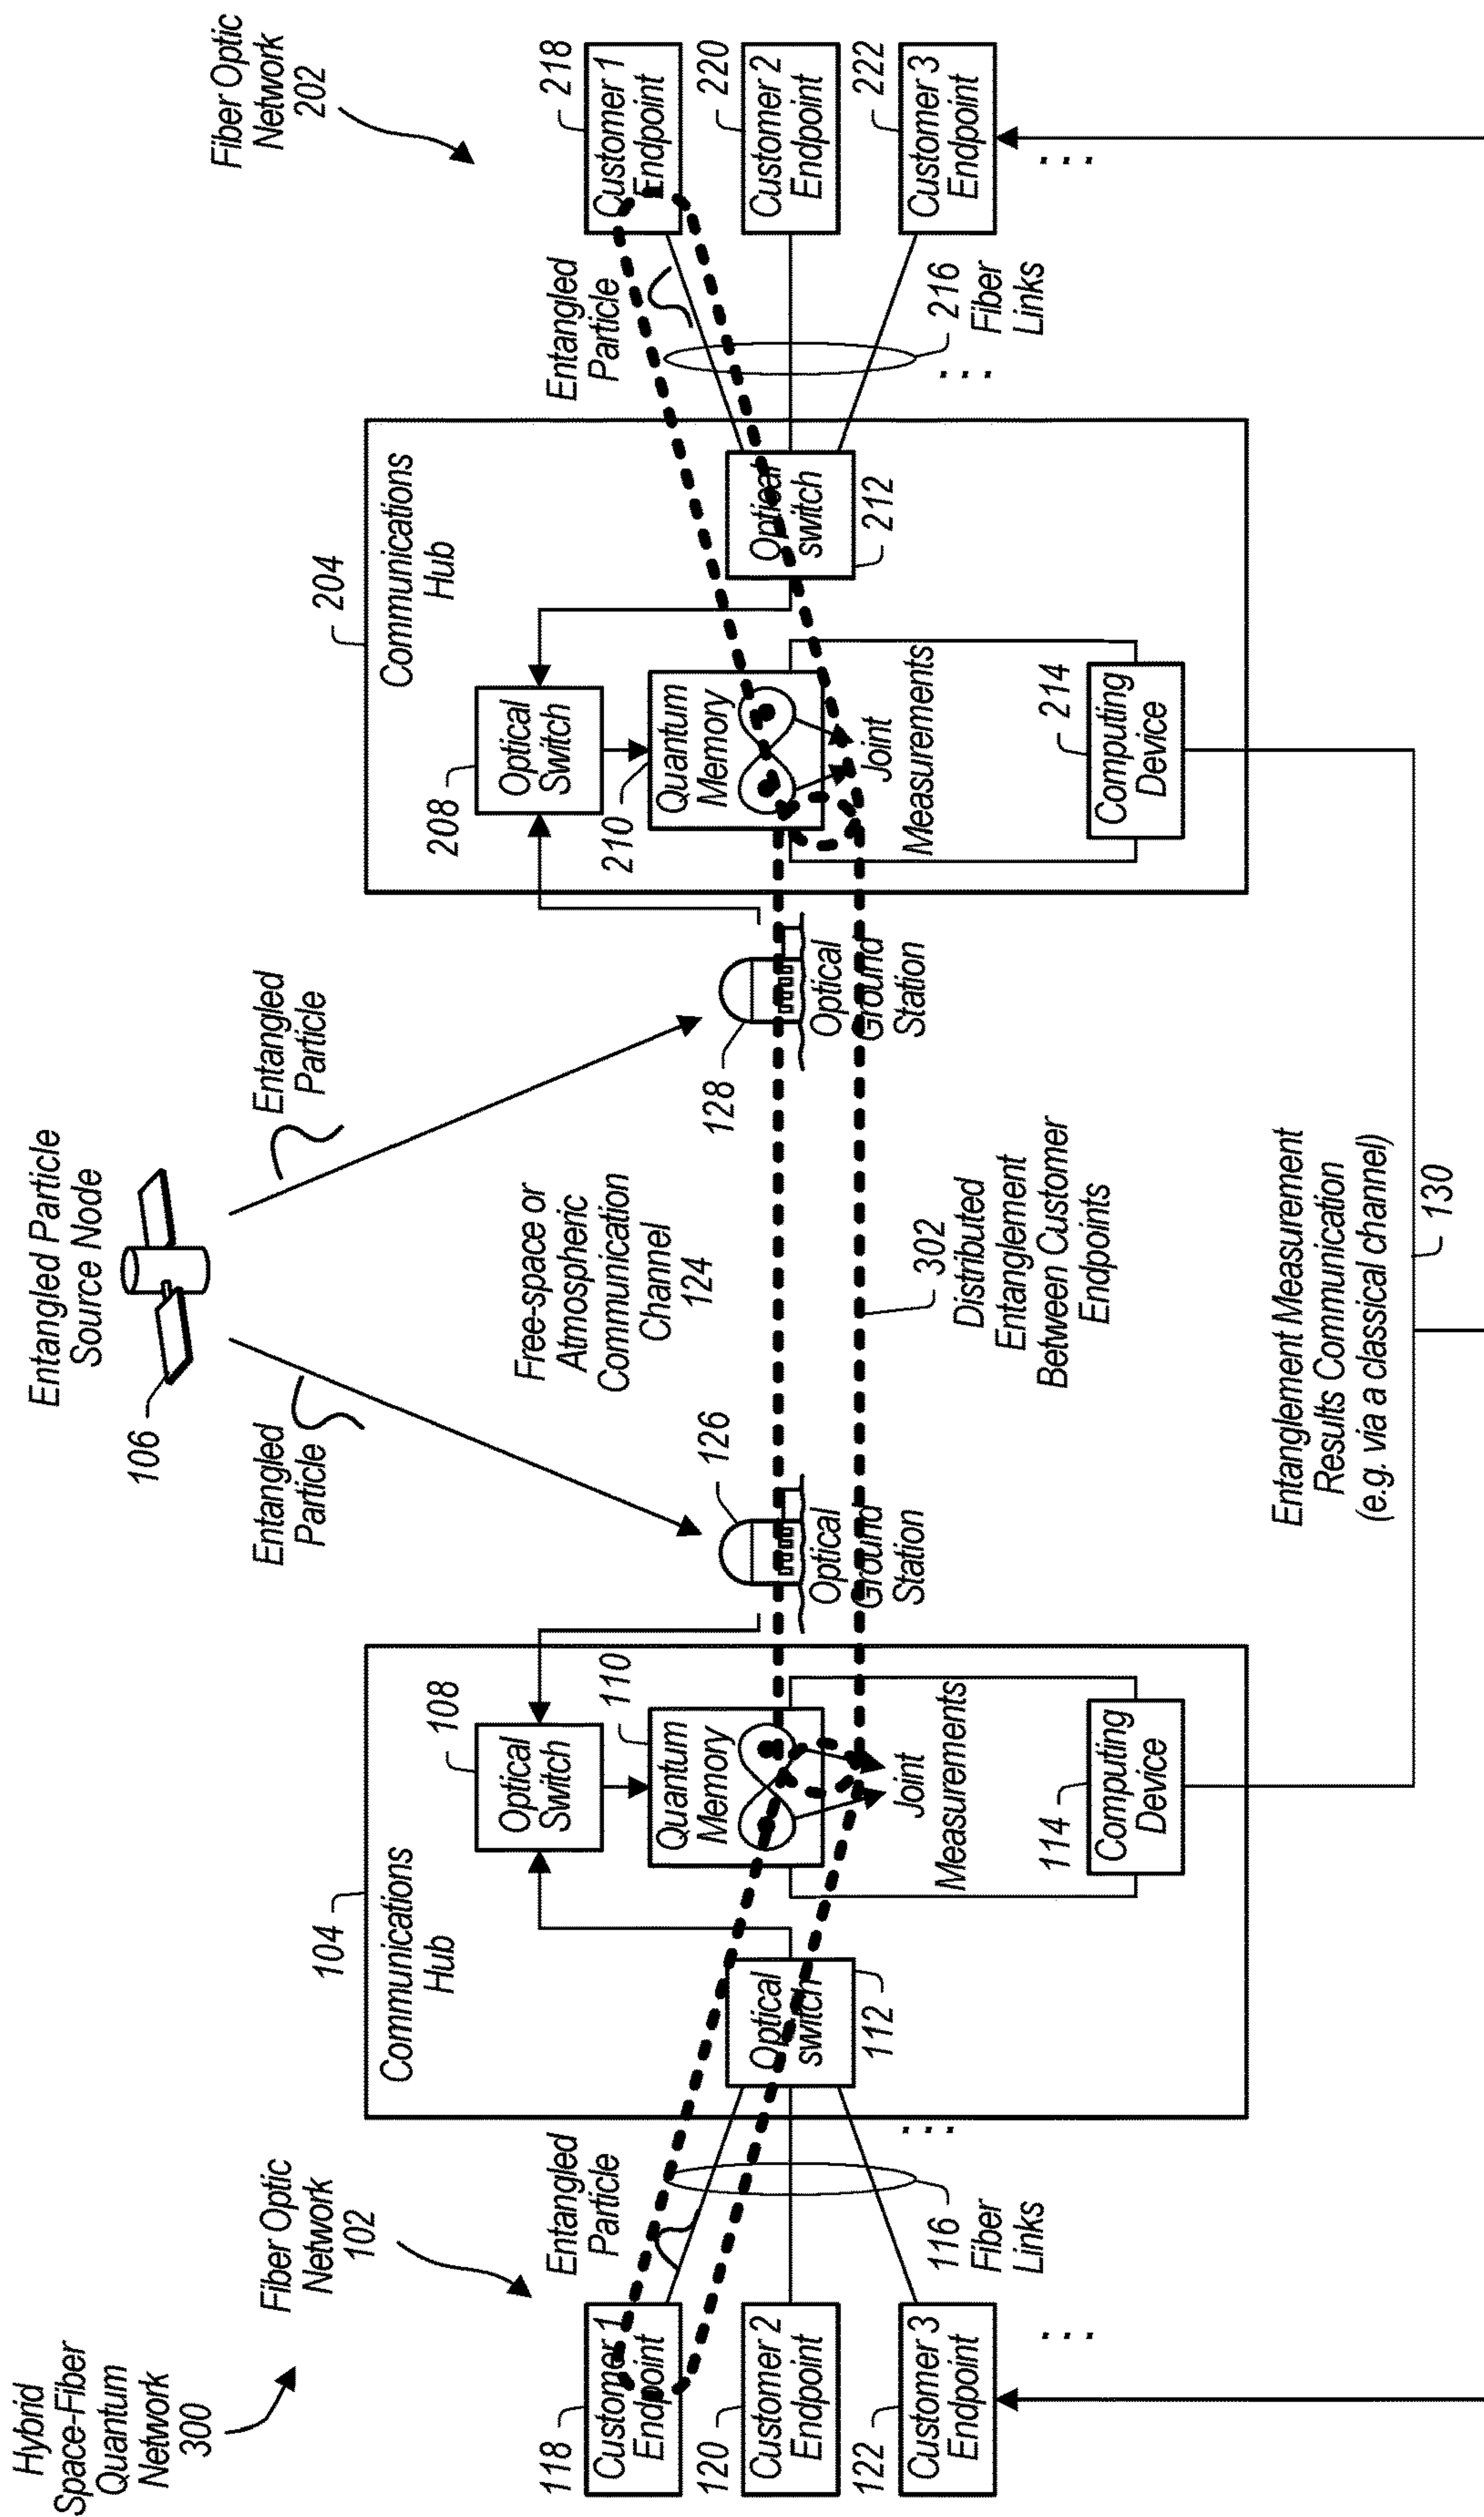 Hybrid
Space-Fiber
Quantum
Network
300
Fiber Optic
Network
102
Entangled Particle
Source Node
106
Fiber Optic
Network
202
Entangled
Particle
Entangled
Particle
104
Communications
Hub
108
Optical
Switch
110
Quantum
Memory
Joint
Measurements
Optical
switch
112
114
Computing
Device
Entangled
Particle
116
Fiber
Links
...
118
Customer 1
Endpoint
120
Customer 2
Endpoint
122
Customer 3
Endpoint
...
126
Optical
Ground
Station
Free-space or
Atmospheric
Communication
Channel
124
128
Optical
Ground
Station
302
Distributed
Entanglement
Between Customer
Endpoints
204
Communications
Hub
208
Optical
Switch
210
Quantum
Memory
Joint
Measurements
Optical
switch
212
214
Computing
Device
Entangled
Particle
216
Fiber
Links
...
218
Customer 1
Endpoint
220
Customer 2
Endpoint
222
Customer 3
Endpoint
...
Entanglement Measurement
Results Communication
(e.g. via a classical channel)
130